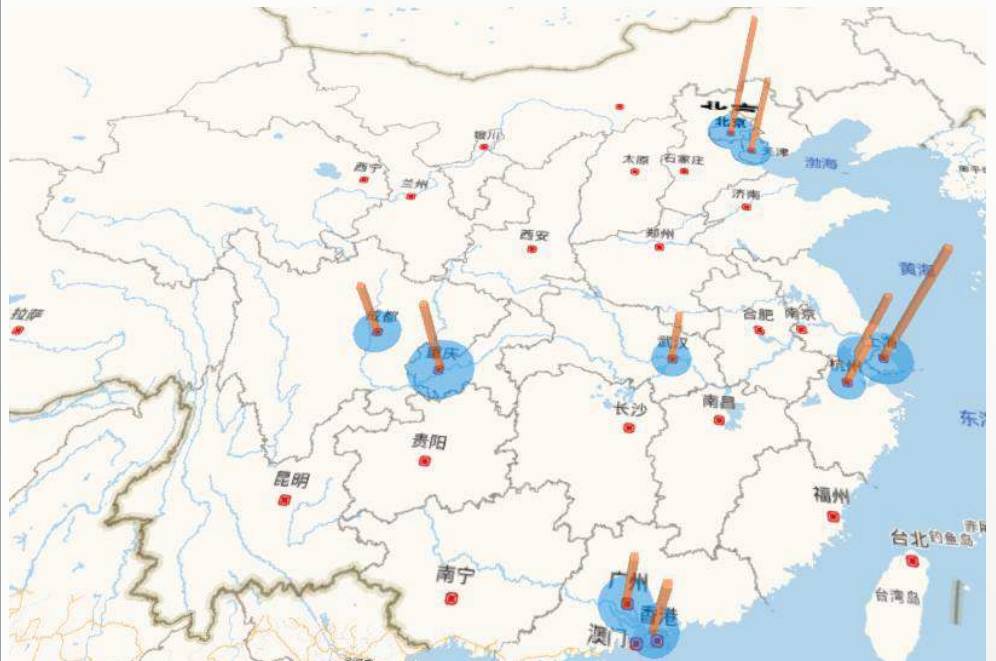 北京
北京
天津
渤海
银川
太原
石家庄
西宁
兰州
济南
西安
郑州
黄海
拉萨
成都
合肥
南京
上海
重庆
武汉
杭州
长沙
南昌
东海
贵阳
昆明
福州
台北
钓鱼岛
南宁
广州
台湾岛
香港
澳门